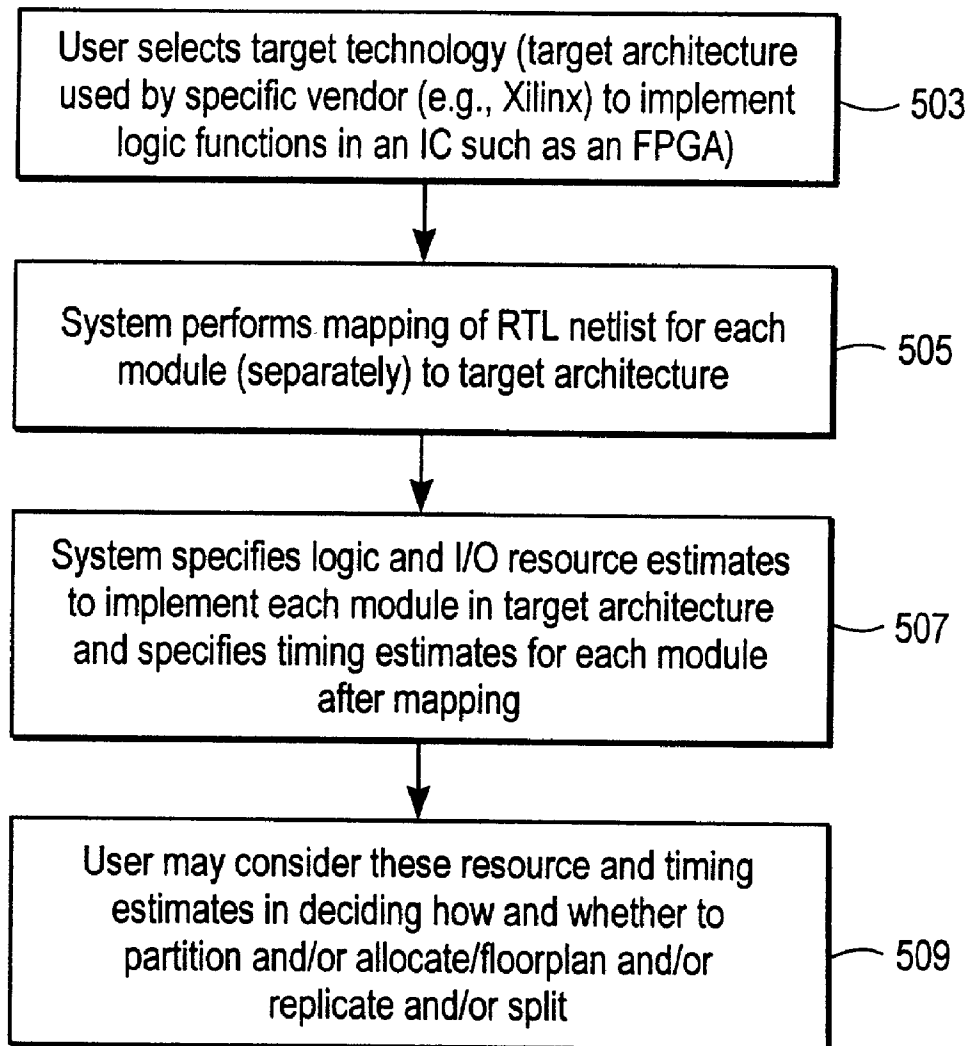 User selects target technology (target architecture
used by specific vendor (e.g., Xilinx) to implement
logic functions in an IC such as an FPGA)
503
System performs mapping of RTL netlist for each
module (separately) to target architecture
505
System specifies logic and I/O resource estimates
to implement each module in target architecture
and specifies timing estimates for each module
after mapping
507
User may consider these resource and timing
estimates in deciding how and whether to
partition and/or allocate/floorplan and/or
replicate and/or split
509